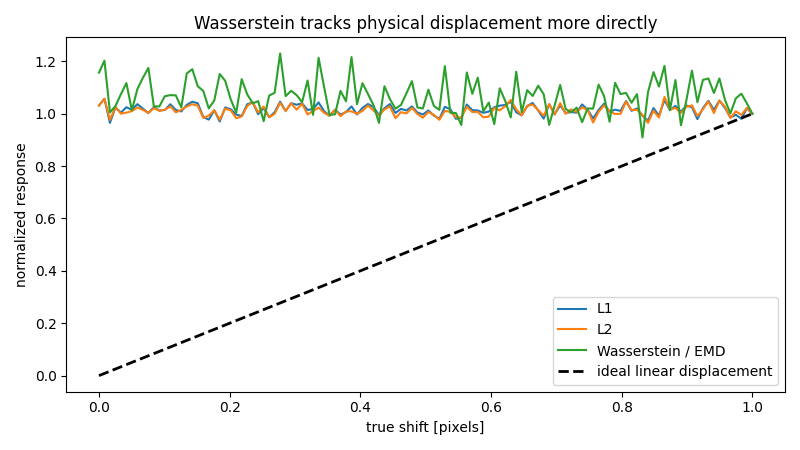 Wasserstein tracks physical displacement more directly
normalized response
1.2
1.0
0.8
0.6
0.4
0.2
0.0
L1
L2
Wasserstein / EMD
ideal linear displacement
0.0 0.2 0.4 0.6 0.8 1.0
true shift [pixels]